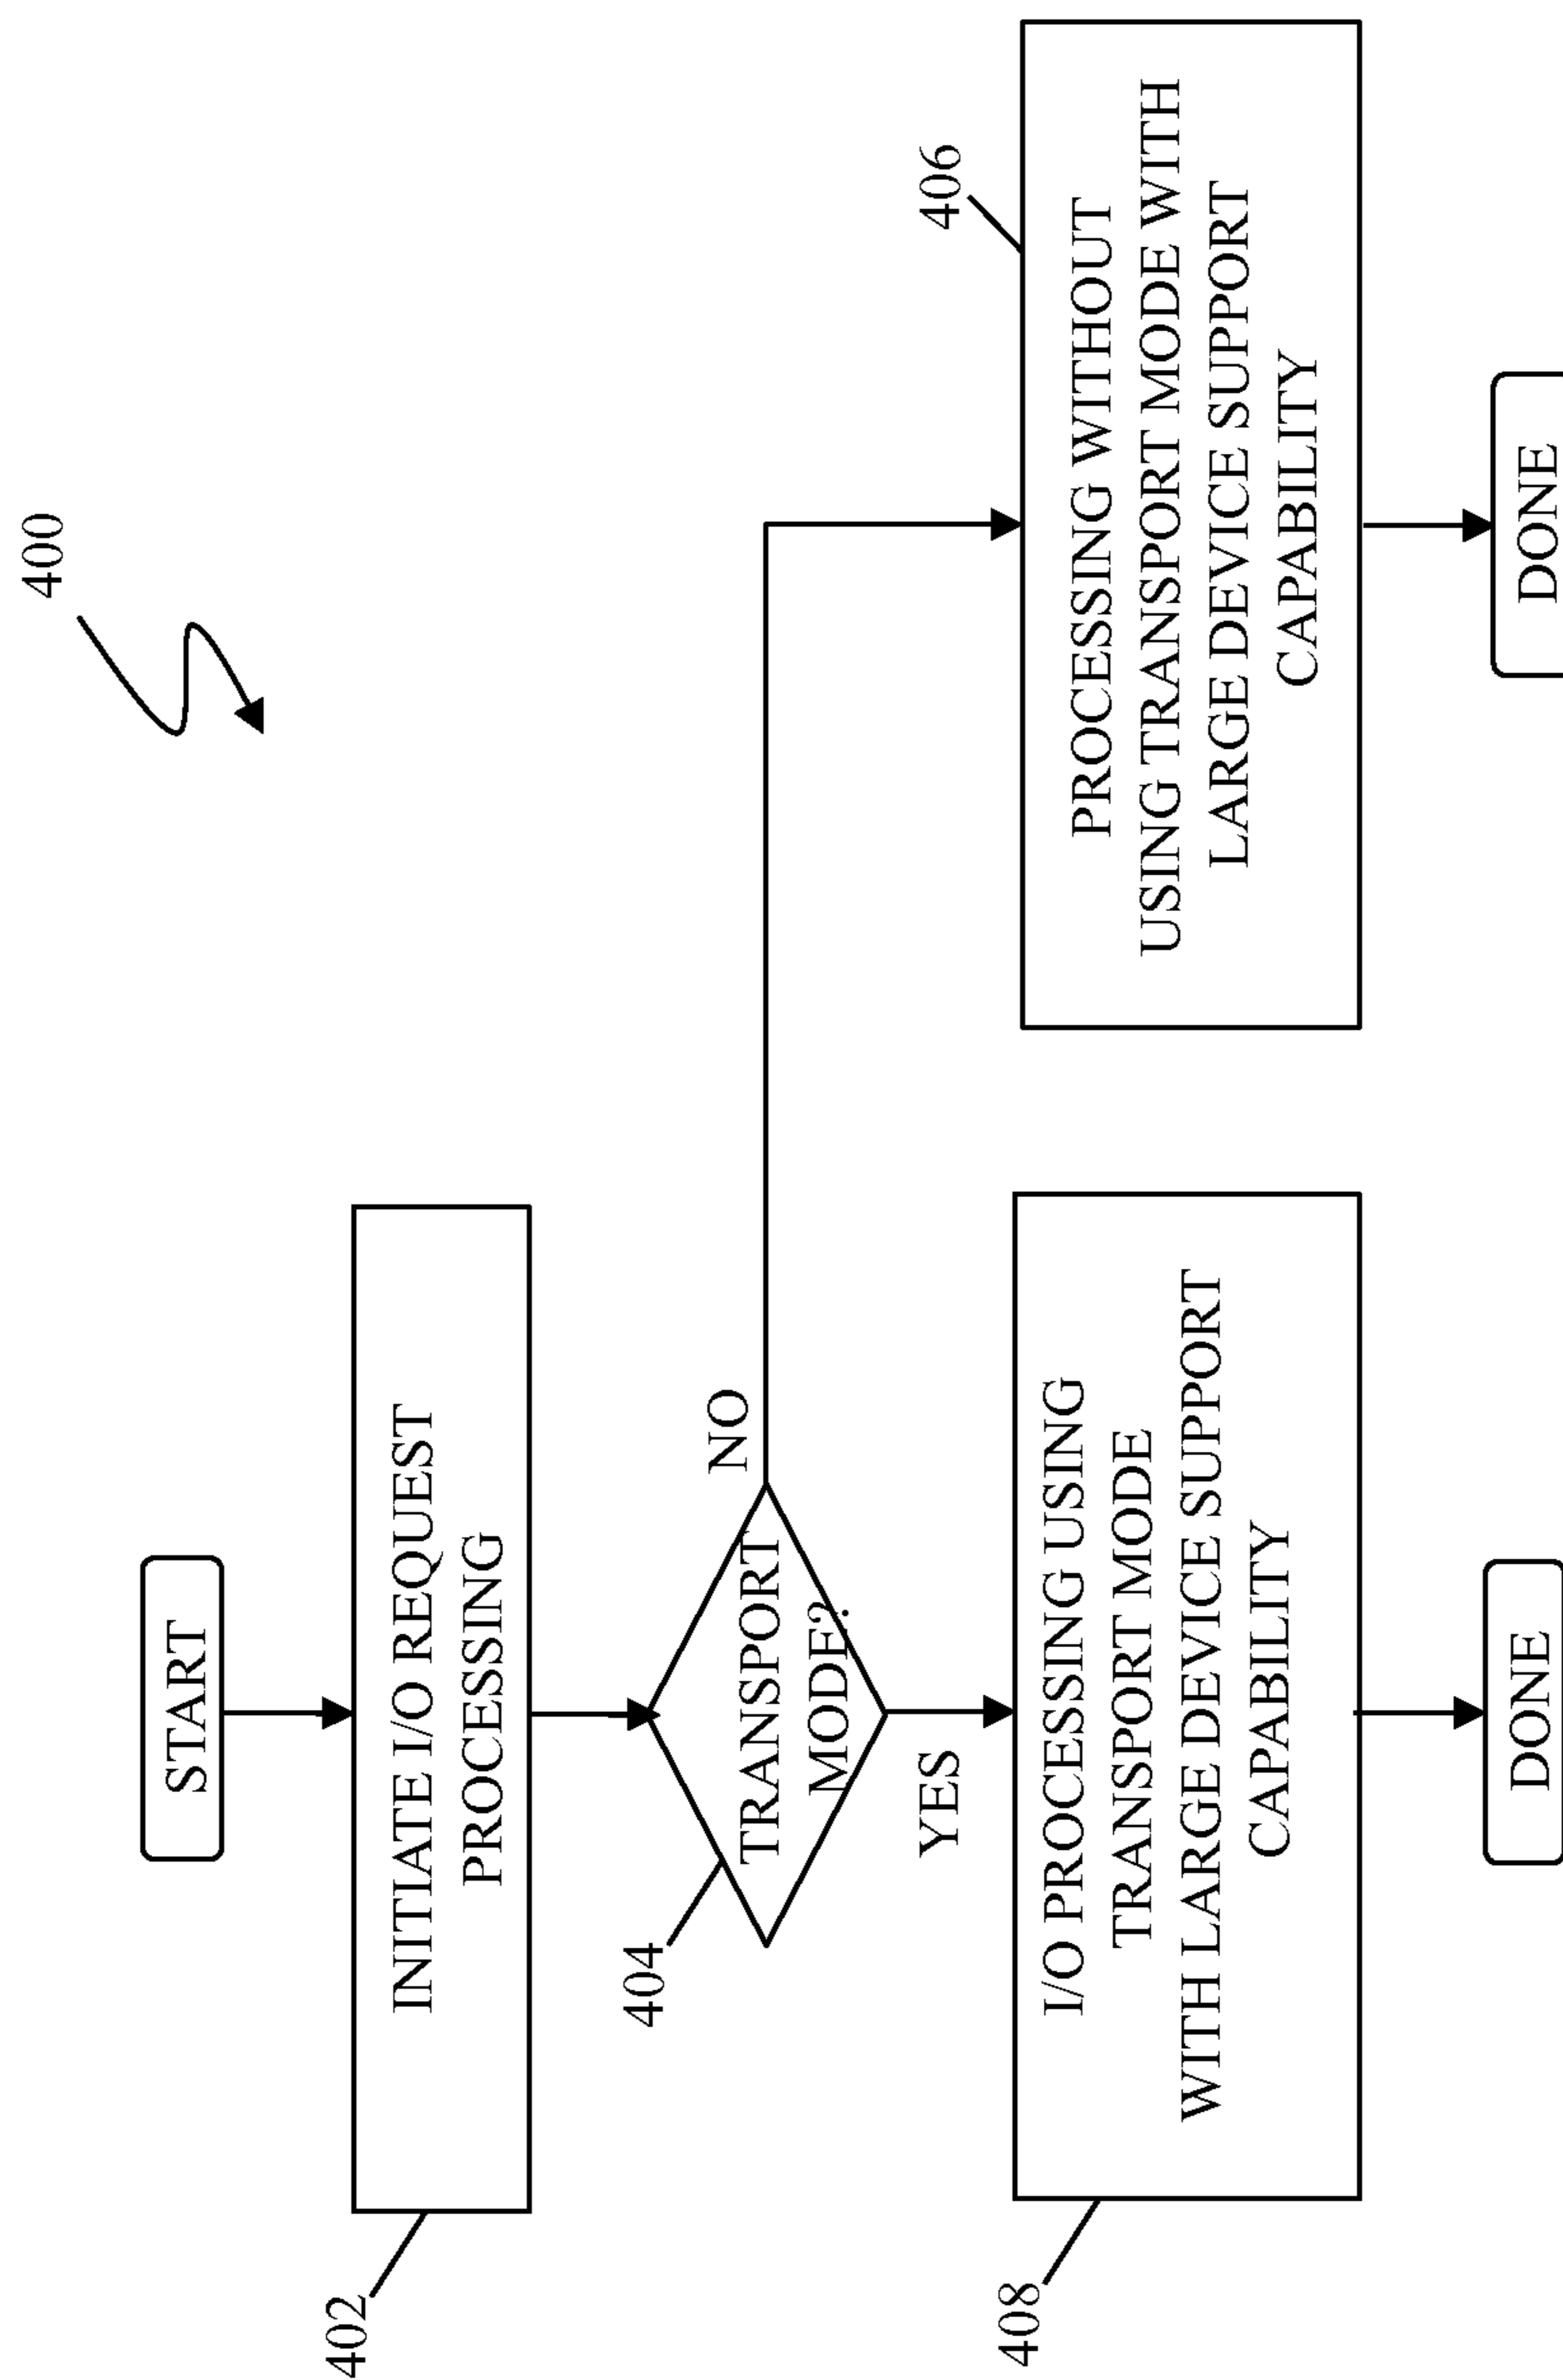 400
START
402
INITIATE I/O REQUEST
PROCESSING
404
TRANSPORT
MODE?
NO
YES
408
I/O PROCESSING USING
TRANSPORT MODE
WITH LARGE DEVICE SUPPORT
CAPABILITY
406
PROCESSING WITHOUT
USING TRANSPORT MODE WITH
LARGE DEVICE SUPPORT
CAPABILITY
DONE
DONE